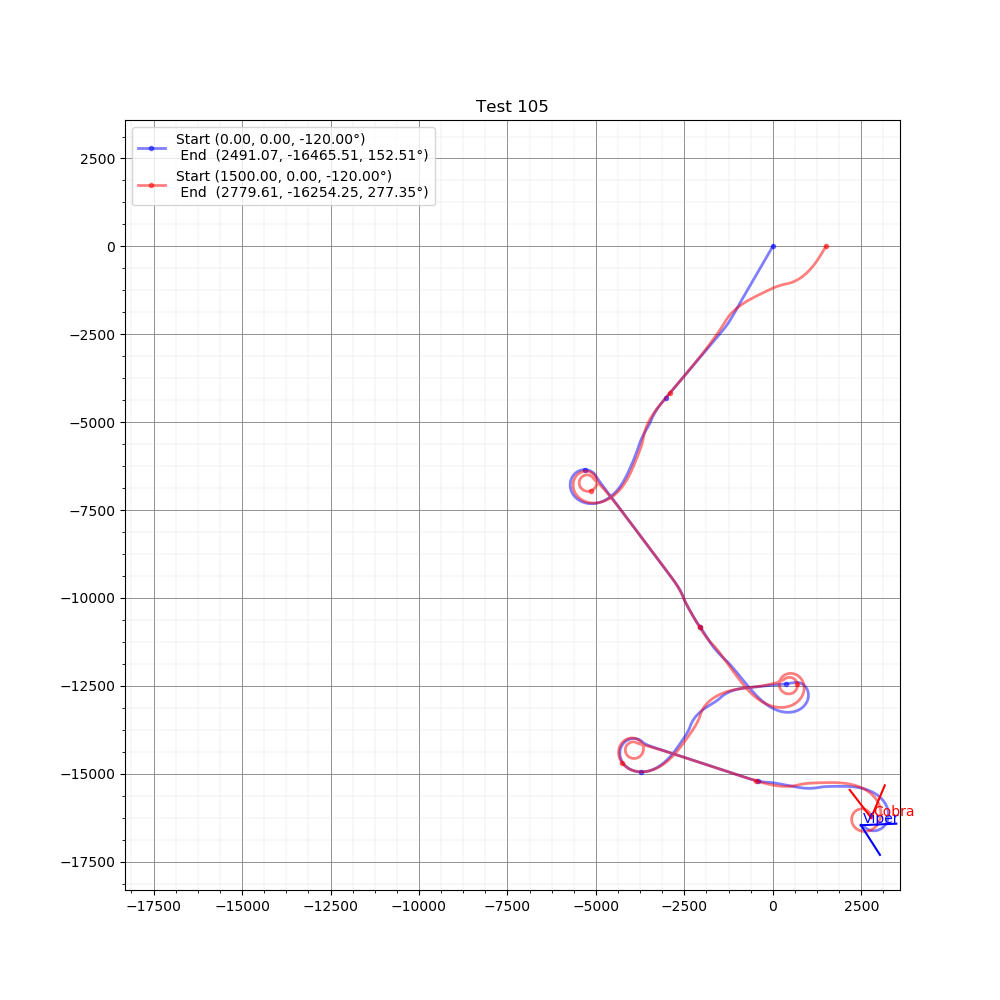 Test 105
Start (0.00, 0.00, -120.00°)
End (2491.07, -16465.51, 152.51°)
Start (1500.00, 0.00, -120.00°)
End (2779.61, -16254.25, 277.35°)
2500
0
−2500
−5000
−7500
−10000
−12500
−15000
−17500
Cobra
Viper
−17500 −15000 −12500 −10000 −7500 −5000 −2500 0 2500